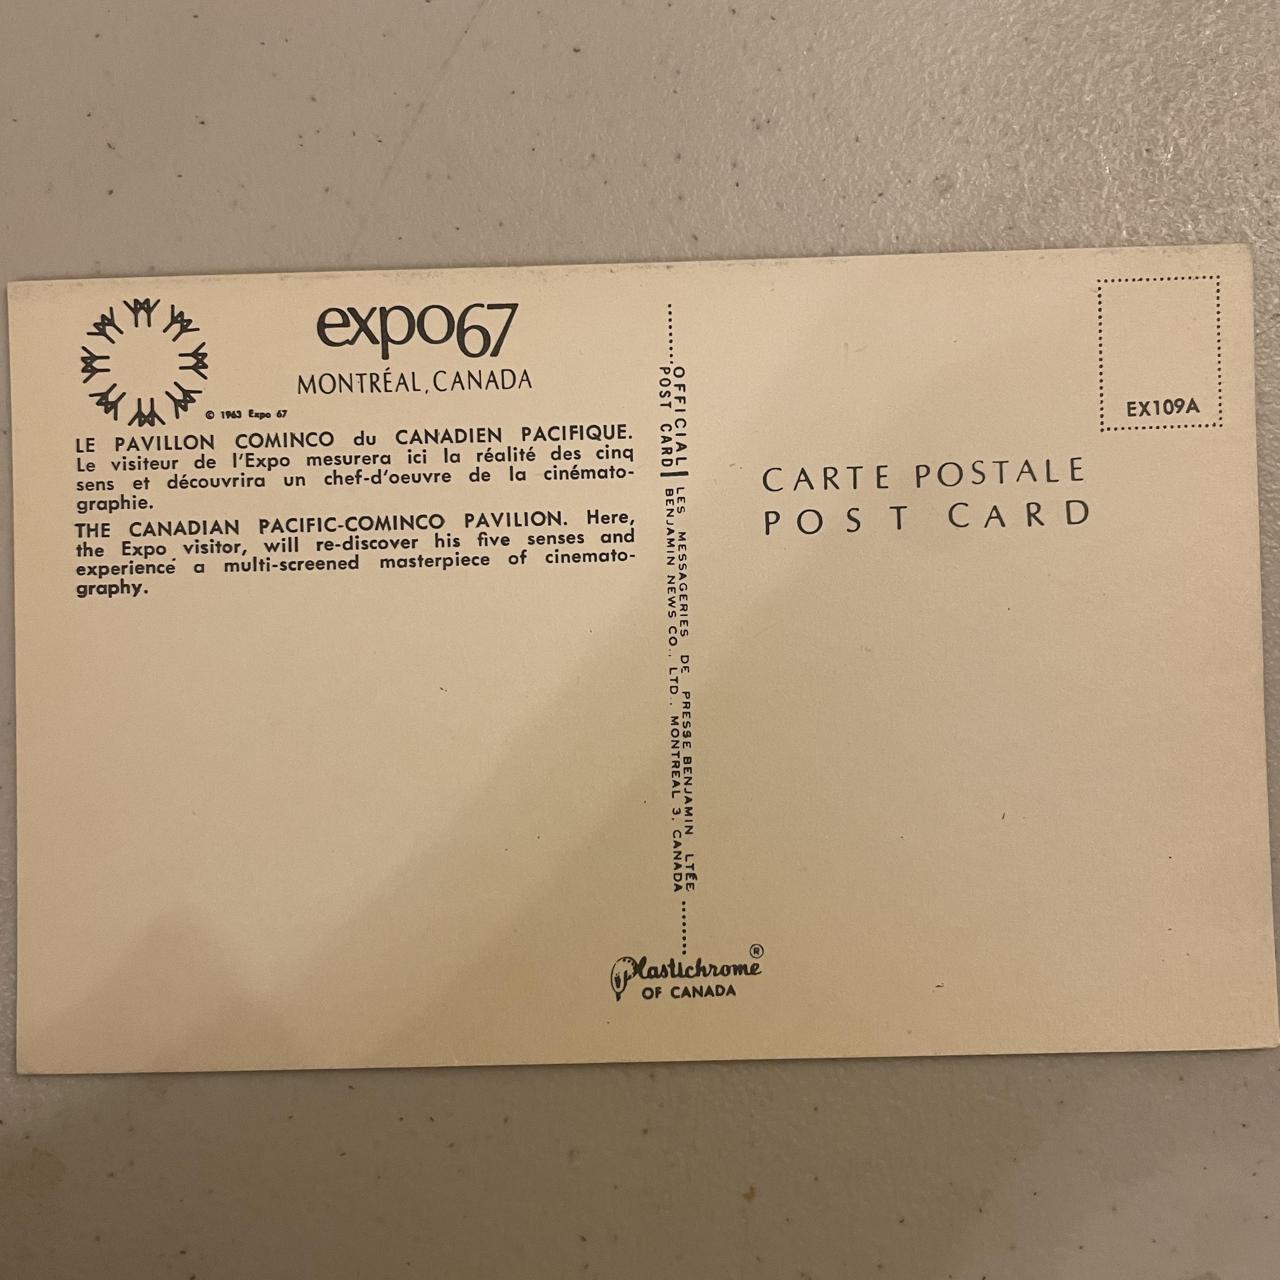 expo67
MONTRÉAL, CANADA
© 1963 Expo 67
LE PAVILLON COMINCO du CANADIEN PACIFIQUE.
Le visiteur de l'Expo mesurera ici la réalité des cinq
sens et découvrira un chef-d'oeuvre de la cinémato-
graphie.
THE CANADIAN PACIFIC-COMINCO PAVILION. Here,
the Expo visitor, will re-discover his five senses and
experience a multi-screened masterpiece of cinemato-
graphy.
OFFICIAL
POST CARD
LES MESSAGERIES DE PRESSE BENJAMIN LTÉE
BENJAMIN NEWS CO., LTD., MONTREAL 3, CANADA
Plastichrome ®
OF CANADA
EX109A
CARTE POSTALE
POST CARD